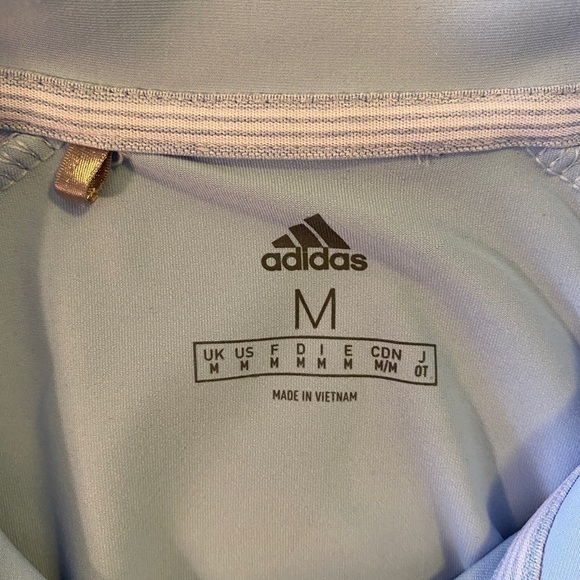 adidas
M
UK US F D I E CDN J
M M M M M M M/M OT
MADE IN VIETNAM